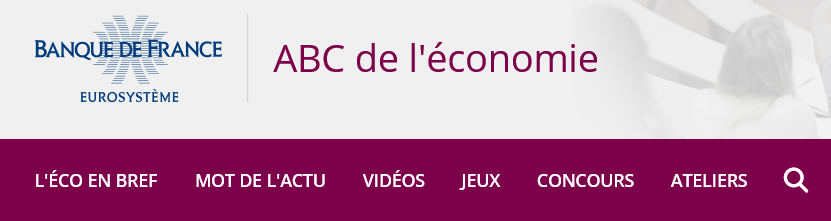 BANQUE DE FRANCE
EUROSYSTÈME
ABC de l'économie
L'ÉCO EN BREF MOT DE L'ACTU VIDÉOS JEUX CONCOURS ATELIERS